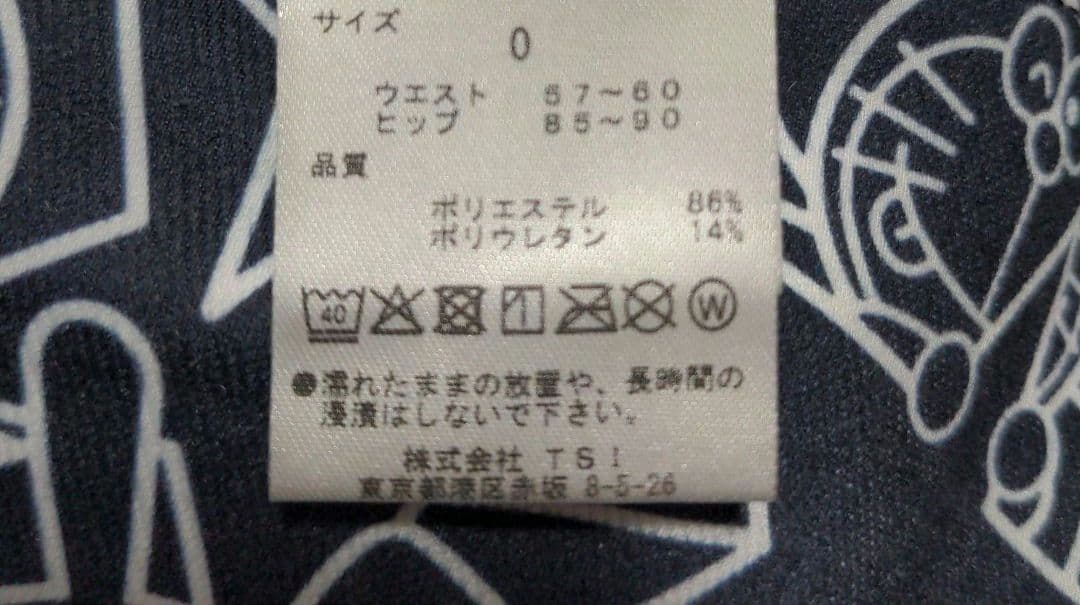 サイズ
0
ウエスト 57～60
ヒップ 85～90
品質
ポリエステル 86%
ポリウレタン 14%
40 W
●濡れたままの放置や、長時間の
浸漬はしないで下さい。
株式会社 TSI
東京都港区赤坂 8-5-26